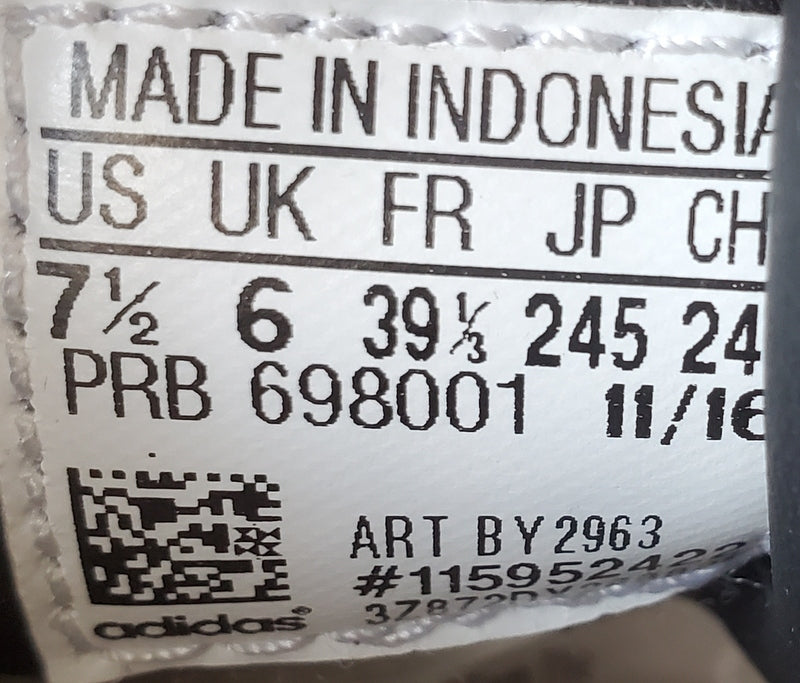 MADE IN INDONESIA
US UK FR JP CH
7½ 6 39⅓ 245 24
PRB 698001 11/16
ART BY2963
adidas®